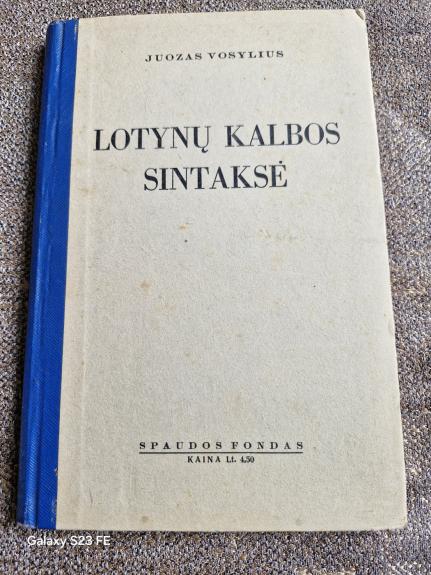 JUOZAS VOSYLIUS
LOTYNŲ KALBOS
SINTAKSĖ
SPAUDOS FONDAS
KAINA Lt. 4.50
Galaxy S23 FE